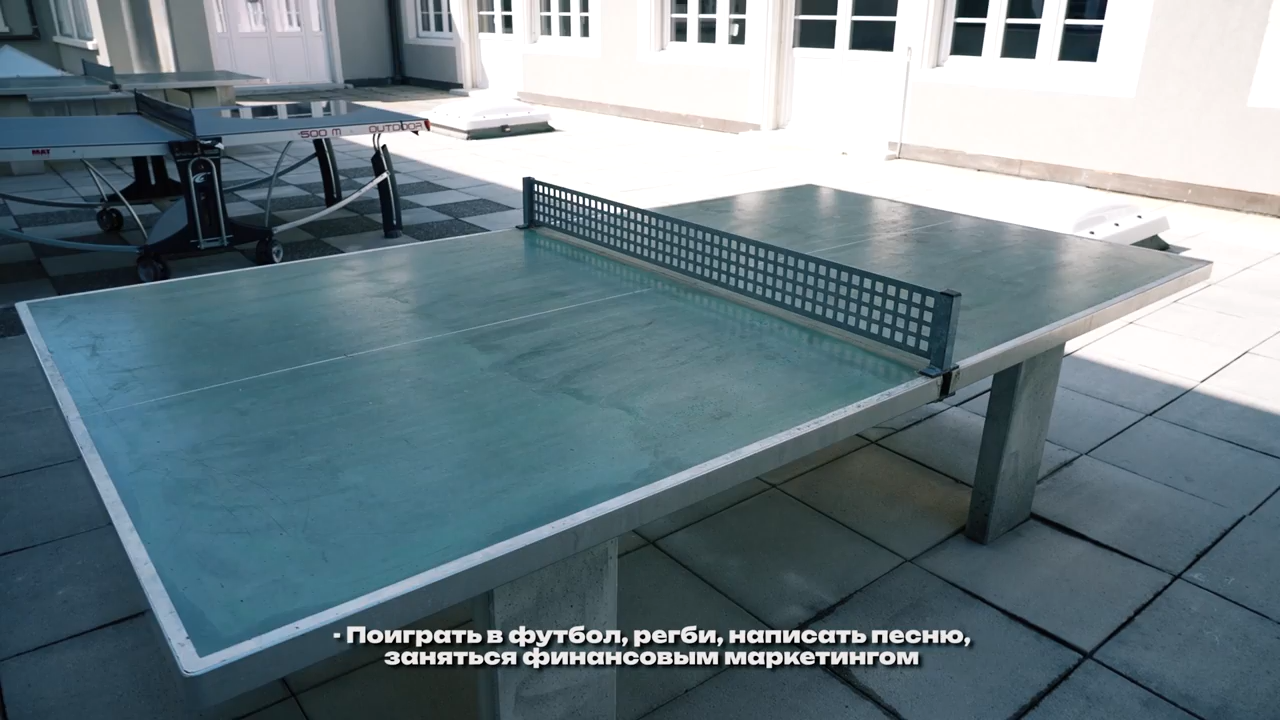 500 M OUTDOOR
- Поиграть в футбол, регби, написать песню,
заняться финансовым маркетингом